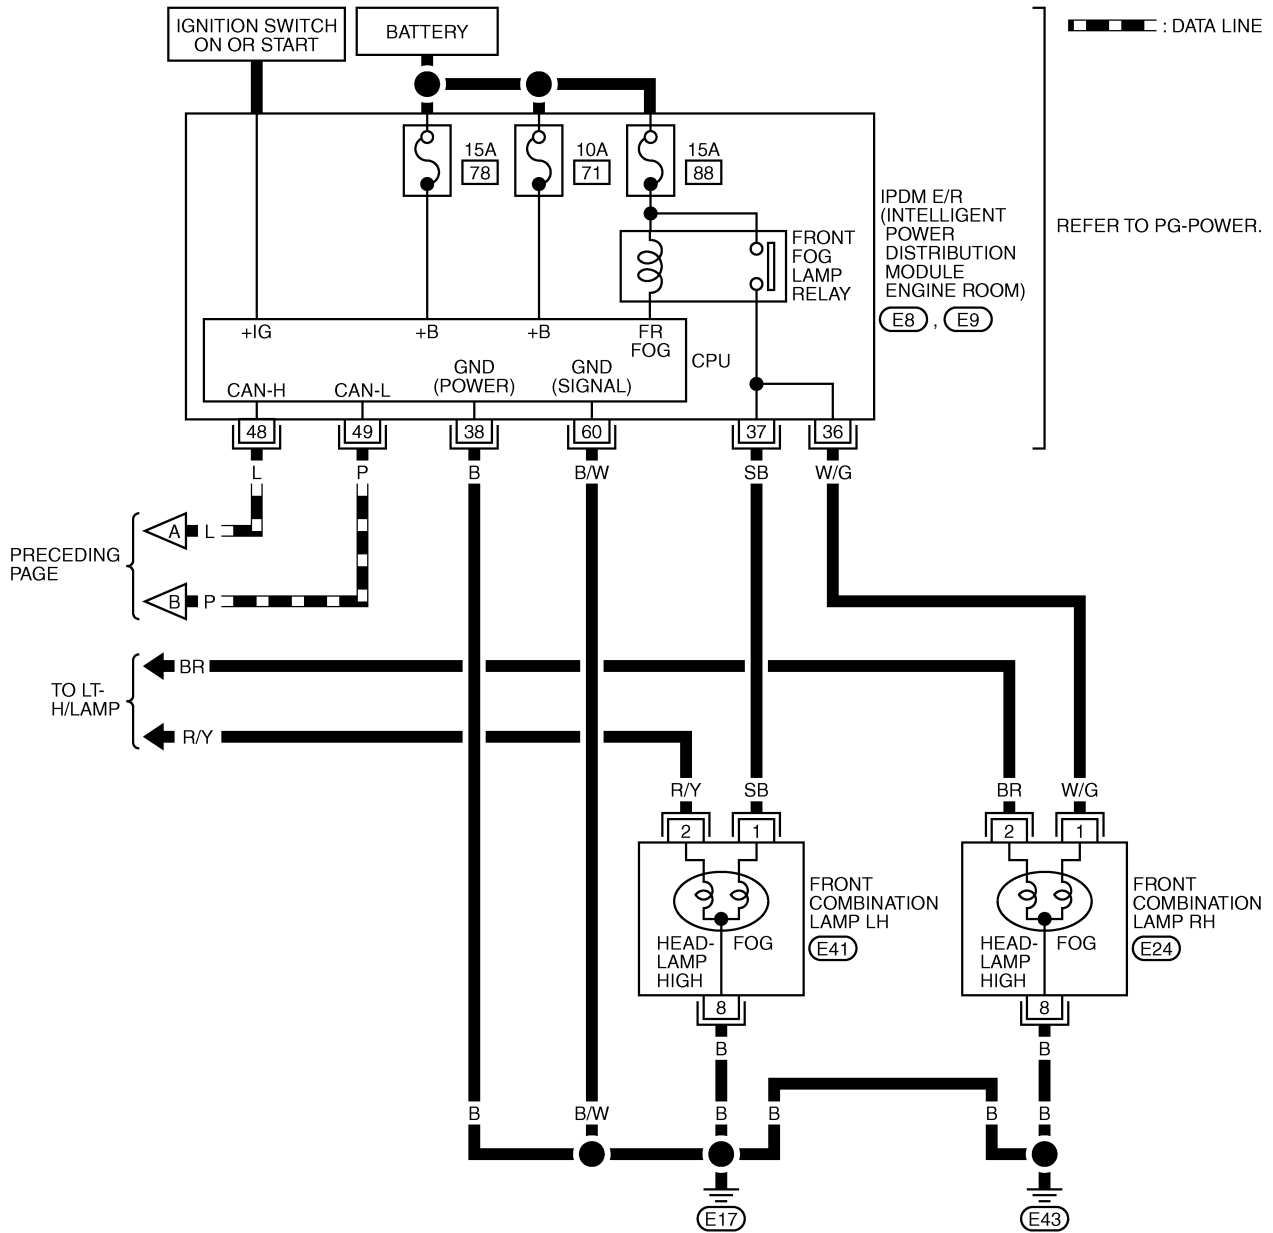 IGNITION SWITCH
ON OR START
BATTERY
: DATA LINE
15A
78
10A
71
15A
88
IPDM E/R
(INTELLIGENT
POWER
DISTRIBUTION
MODULE
ENGINE ROOM)
E8 , E9
REFER TO PG-POWER.
FRONT
FOG
LAMP
RELAY
+IG
+B
+B
FR
FOG
CPU
CAN-H
CAN-L
GND
(POWER)
GND
(SIGNAL)
48
49
38
60
37
36
L
P
B
B/W
SB
W/G
A
L
PRECEDING
PAGE
B
P
BR
TO LT-
H/LAMP
R/Y
R/Y
SB
BR
W/G
2
1
2
1
FRONT
COMBINATION
LAMP LH
E41
FRONT
COMBINATION
LAMP RH
E24
HEAD-
LAMP
HIGH
FOG
HEAD-
LAMP
HIGH
FOG
8
8
B
B
B
B/W
B
B
B
B
E17
E43